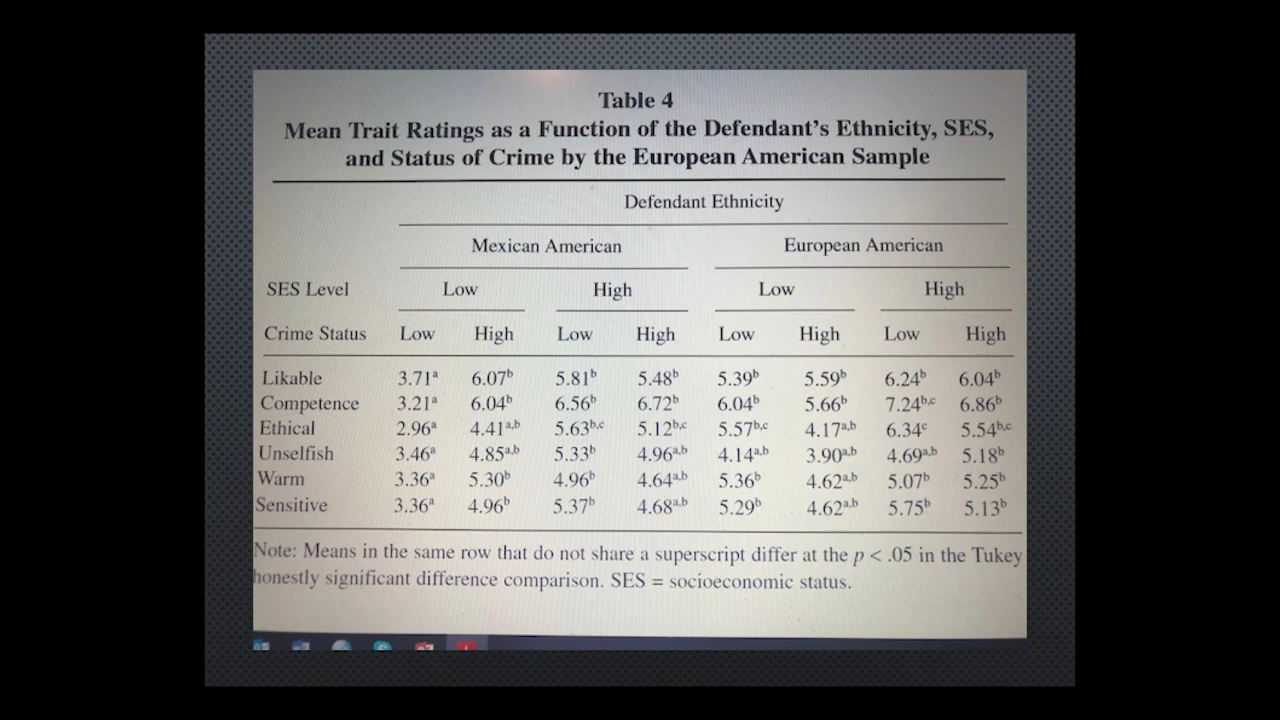 Table 4
Mean Trait Ratings as a Function of the Defendant's Ethnicity, SES,
and Status of Crime by the European American Sample
Defendant Ethnicity
Mexican American European American
SES Level Low High Low High
Crime Status Low High Low High Low High Low High
Likable 3.71ᵃ 6.07ᵇ 5.81ᵇ 5.48ᵇ 5.39ᵇ 5.59ᵇ 6.24ᵇ 6.04ᵇ
Competence 3.21ᵃ 6.04ᵇ 6.56ᵇ 6.72ᵇ 6.04ᵇ 5.66ᵇ 7.24ᵇ,ᶜ 6.86ᵇ
Ethical 2.96ᵃ 4.41ᵃ,ᵇ 5.63ᵇ,ᶜ 5.12ᵇ,ᶜ 5.57ᵇ,ᶜ 4.17ᵃ,ᵇ 6.34ᶜ 5.54ᵇ,ᶜ
Unselfish 3.46ᵃ 4.85ᵃ,ᵇ 5.33ᵇ 4.96ᵃ,ᵇ 4.14ᵃ,ᵇ 3.90ᵃ,ᵇ 4.69ᵃ,ᵇ 5.18ᵇ
Warm 3.36ᵃ 5.30ᵇ 4.96ᵇ 4.64ᵃ,ᵇ 5.36ᵇ 4.62ᵃ,ᵇ 5.07ᵇ 5.25ᵇ
Sensitive 3.36ᵃ 4.96ᵇ 5.37ᵇ 4.68ᵃ,ᵇ 5.29ᵇ 4.62ᵃ,ᵇ 5.75ᵇ 5.13ᵇ
Note: Means in the same row that do not share a superscript differ at the p < .05 in the Tukey
honestly significant difference comparison. SES = socioeconomic status.